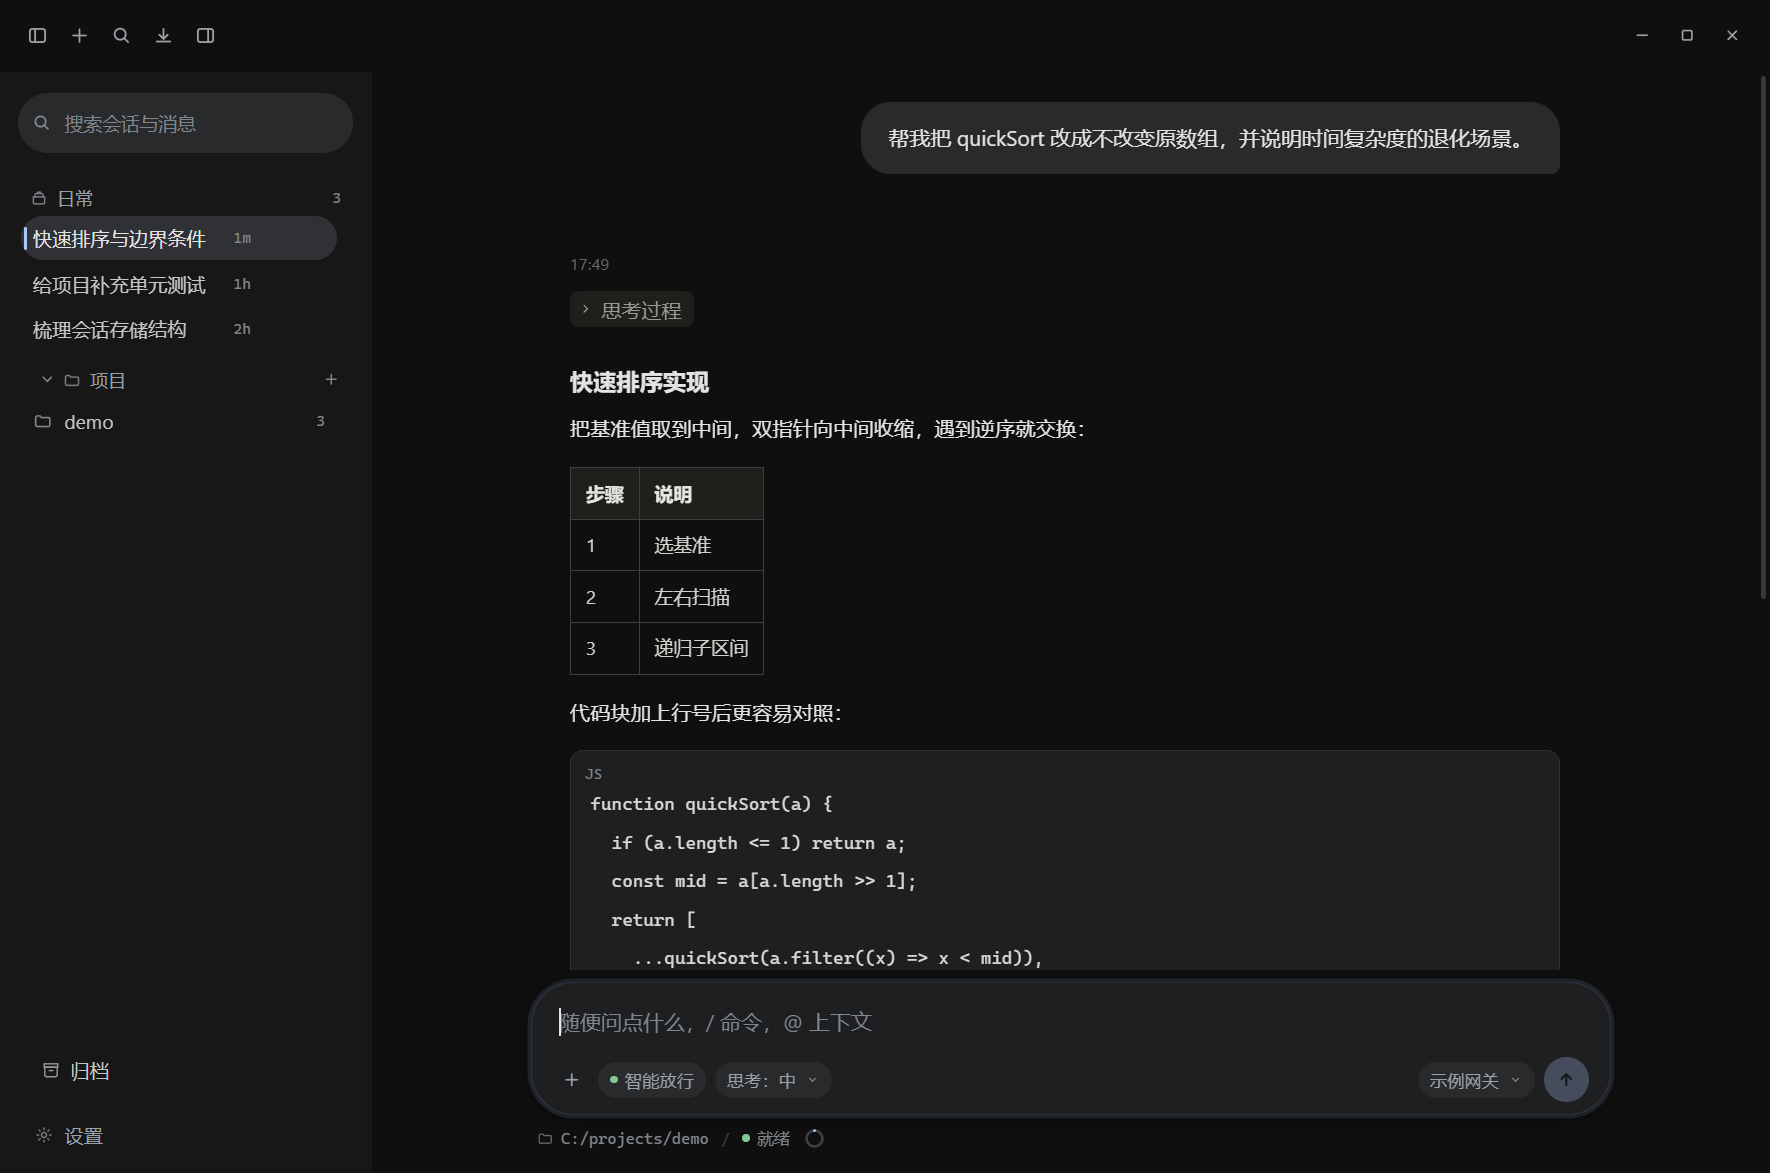 搜索会话与消息
日常 3
快速排序与边界条件 1m
给项目补充单元测试 1h
梳理会话存储结构 2h
项目
demo 3
归档
设置
帮我把 quickSort 改成不改变原数组，并说明时间复杂度的退化场景。
17:49
思考过程
快速排序实现
把基准值取到中间，双指针向中间收缩，遇到逆序就交换：
步骤 说明
1 选基准
2 左右扫描
3 递归子区间
代码块加上行号后更容易对照：
JS
function quickSort(a) {
  if (a.length <= 1) return a;
  const mid = a[a.length >> 1];
  return [
    ...quickSort(a.filter((x) => x < mid)),
随便问点什么，/ 命令，@ 上下文
智能放行 思考：中 示例网关
C:/projects/demo / 就绪